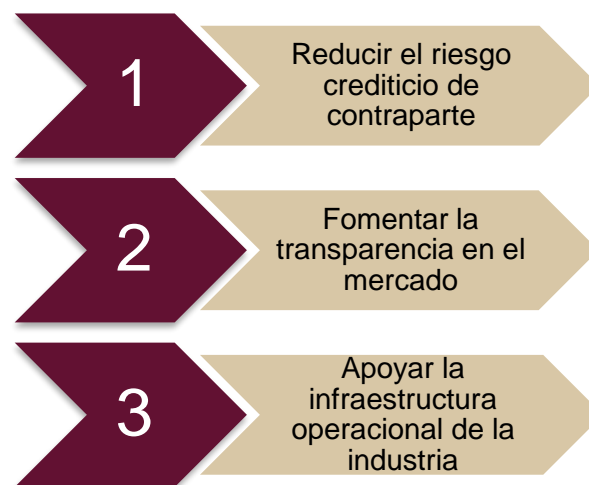 1
Reducir el riesgo
crediticio de
contraparte
2
Fomentar la
transparencia en el
mercado
3
Apoyar la
infraestructura
operacional de la
industria